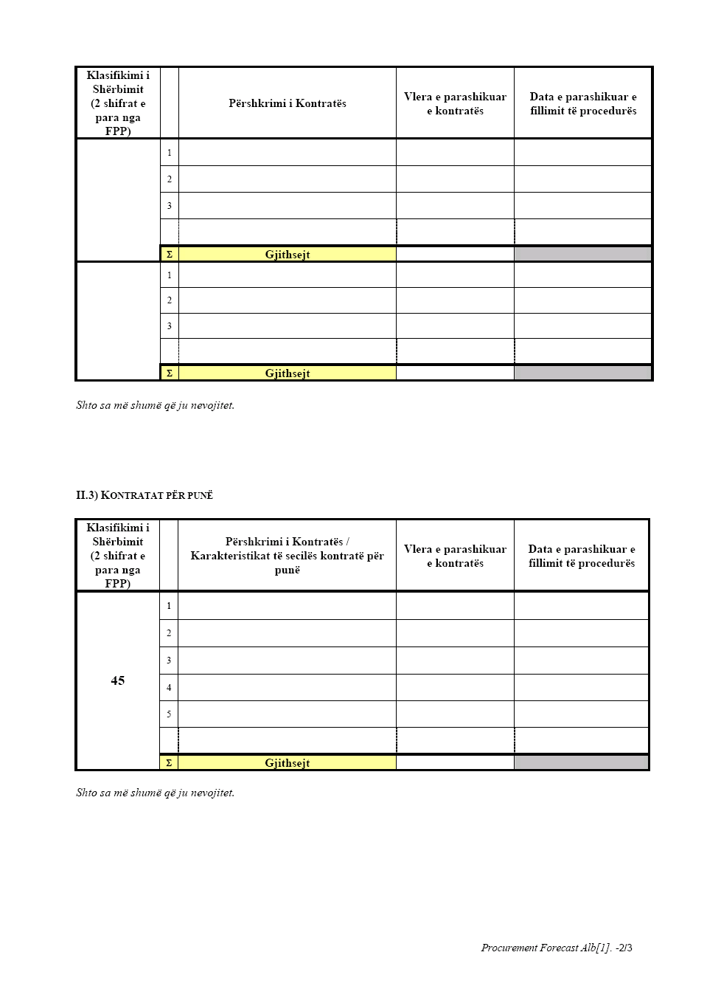 Klasifikimi i
Shërbimit
(2 shifrat e
para nga
FPP)
Përshkrimi i Kontratës
Vlera e parashikuar
e kontratës
Data e parashikuar e
fillimit të procedurës
1
2
3
Σ Gjithsejt
1
2
3
Σ Gjithsejt
Shto sa më shumë që ju nevojitet.
II.3) KONTRATAT PËR PUNË
Klasifikimi i
Shërbimit
(2 shifrat e
para nga
FPP)
Përshkrimi i Kontratës /
Karakteristikat të secilës kontratë për
punë
Vlera e parashikuar
e kontratës
Data e parashikuar e
fillimit të procedurës
45
1
2
3
4
5
Σ Gjithsejt
Shto sa më shumë që ju nevojitet.
Procurement Forecast Alb[1]. -2/3